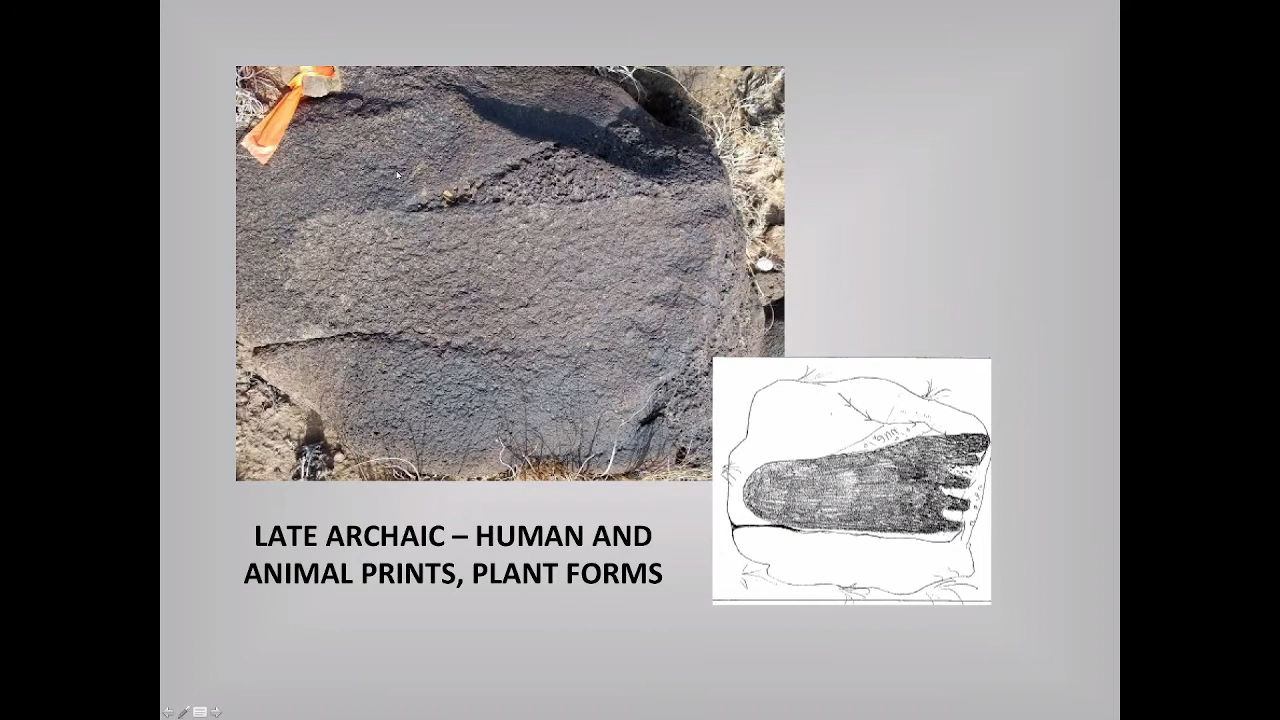 LATE ARCHAIC – HUMAN AND
ANIMAL PRINTS, PLANT FORMS